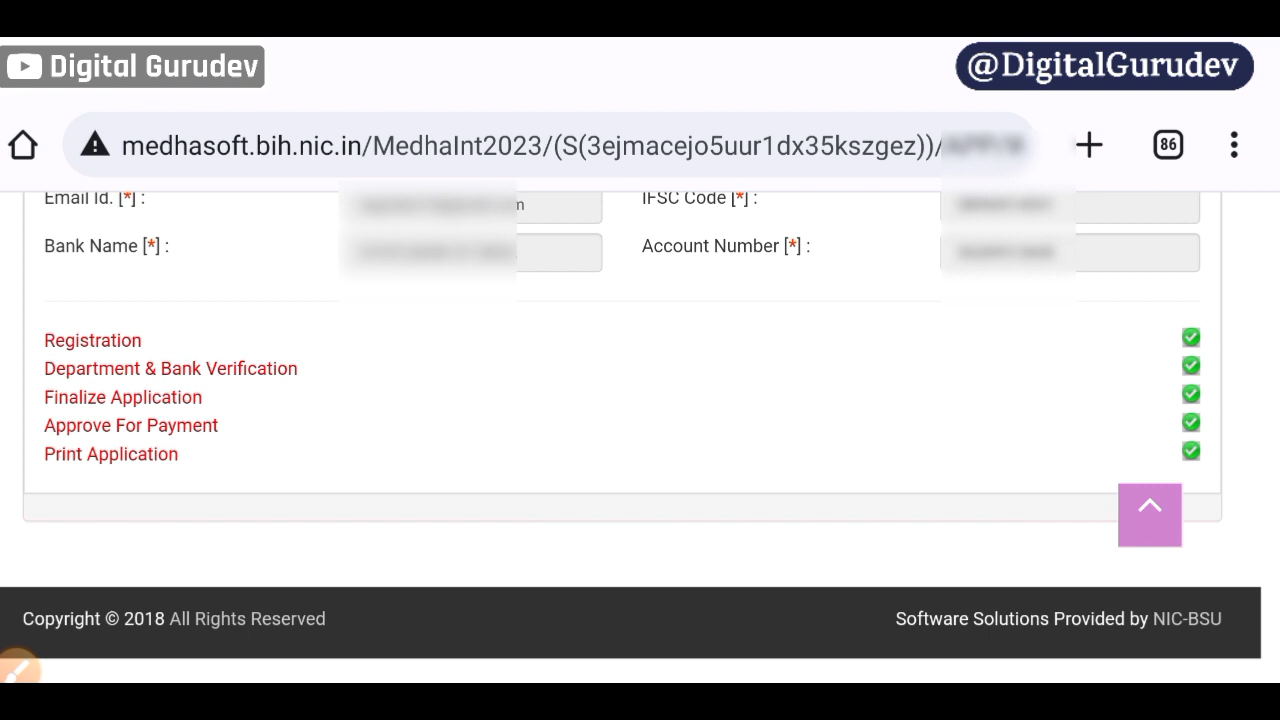 Digital Gurudev
@DigitalGurudev
medhasoft.bih.nic.in/MedhaInt2023/(S(3ejmacejo5uur1dx35kszgez))/
86
Email Id. [*] :
m
IFSC Code [*] :
Bank Name [*] :
Account Number [*] :
Registration
Department & Bank Verification
Finalize Application
Approve For Payment
Print Application
Copyright © 2018 All Rights Reserved
Software Solutions Provided by NIC-BSU